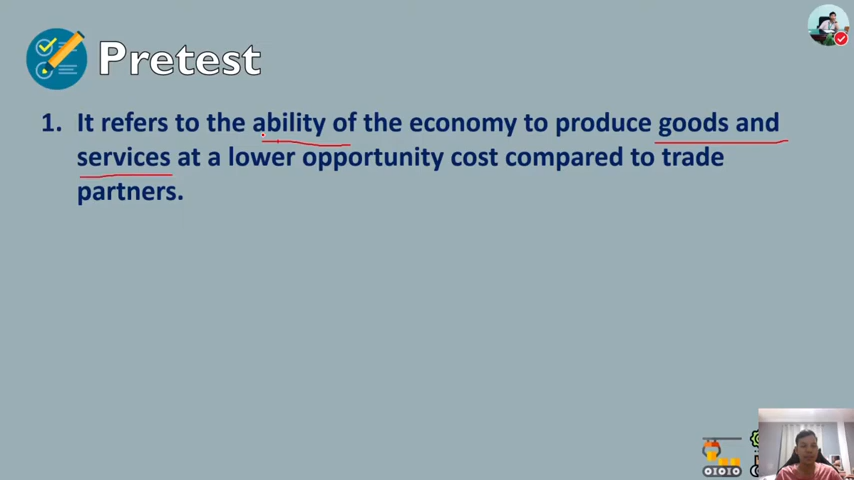 Pretest
1. It refers to the ability of the economy to produce goods and
services at a lower opportunity cost compared to trade
partners.